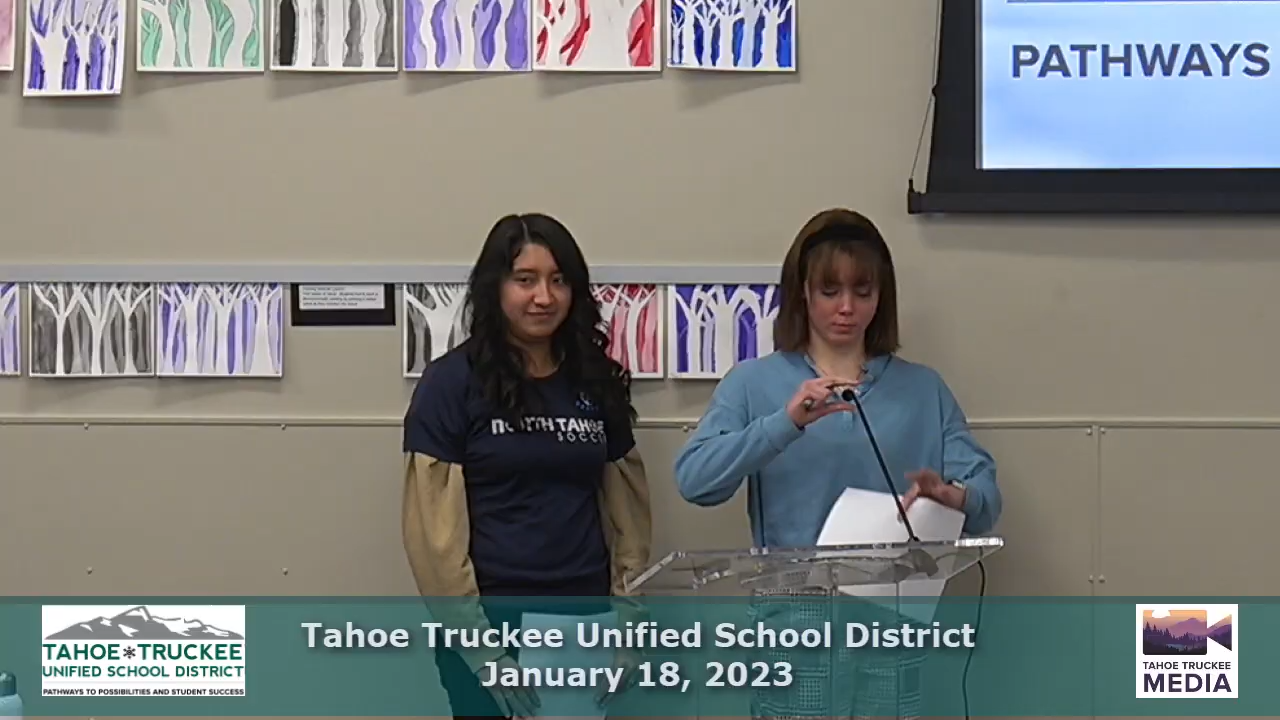 PATHWAYS
NORTH TAHOE
SOCCER
Tahoe Truckee Unified School District
January 18, 2023
TAHOE TRUCKEE
UNIFIED SCHOOL DISTRICT
PATHWAYS TO POSSIBILITIES AND STUDENT SUCCESS
TAHOE TRUCKEE
MEDIA